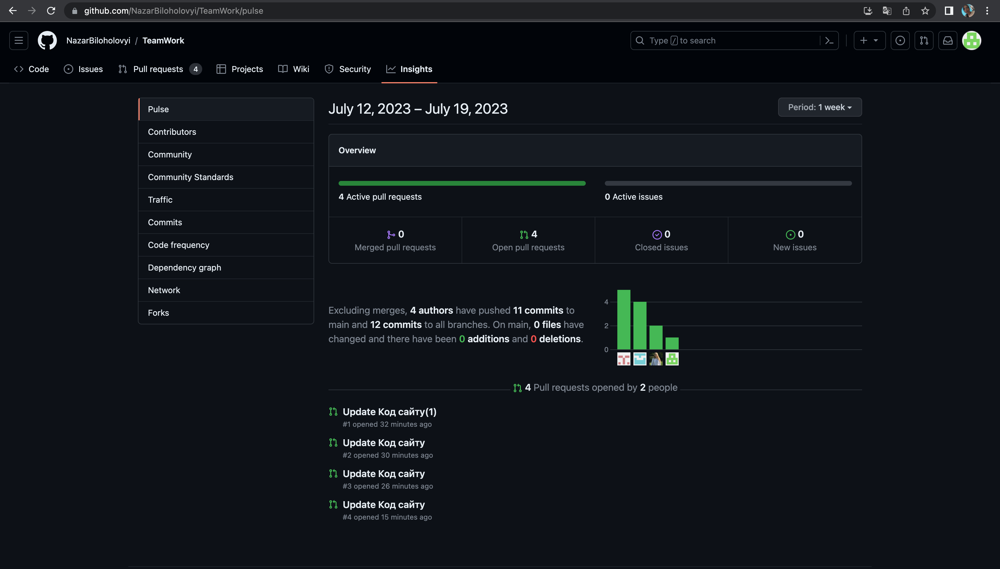 github.com/NazarBiloholovyi/TeamWork/pulse
NazarBiloholovyi / TeamWork
Type / to search
Code
Issues
Pull requests 4
Projects
Wiki
Security
Insights
Pulse
Contributors
Community
Community Standards
Traffic
Commits
Code frequency
Dependency graph
Network
Forks
July 12, 2023 – July 19, 2023
Period: 1 week
Overview
4 Active pull requests
0 Active issues
0
Merged pull requests
4
Open pull requests
0
Closed issues
0
New issues
Excluding merges, 4 authors have pushed 11 commits to
main and 12 commits to all branches. On main, 0 files have
changed and there have been 0 additions and 0 deletions.
4
2
0
4 Pull requests opened by 2 people
Update Код сайту(1)
#1 opened 32 minutes ago
Update Код сайту
#2 opened 30 minutes ago
Update Код сайту
#3 opened 26 minutes ago
Update Код сайту
#4 opened 15 minutes ago